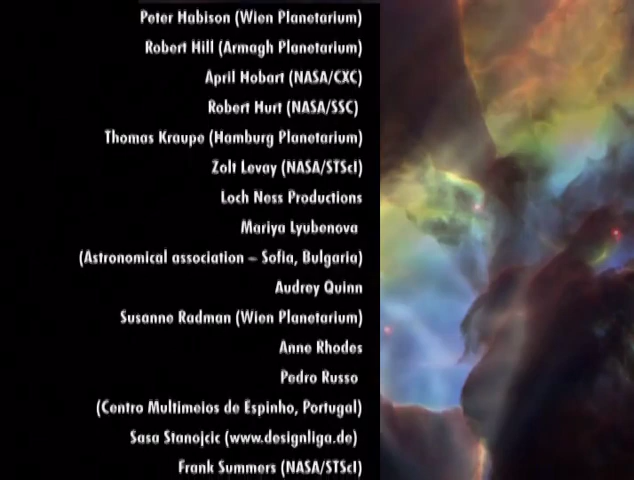 Peter Habison (Wien Planetarium)
Robert Hill (Armagh Planetarium)
April Hobart (NASA/CXC)
Robert Hurt (NASA/SSC)
Thomas Kraupe (Hamburg Planetarium)
Zolt Levay (NASA/STScI)
Loch Ness Productions
Mariya Lyubenova
(Astronomical association – Sofia, Bulgaria)
Audrey Quinn
Susanne Radman (Wien Planetarium)
Anne Rhodes
Pedro Russo
(Centro Multimeios de Espinho, Portugal)
Sasa Stanojcic (www.designliga.de)
Frank Summers (NASA/STScI)